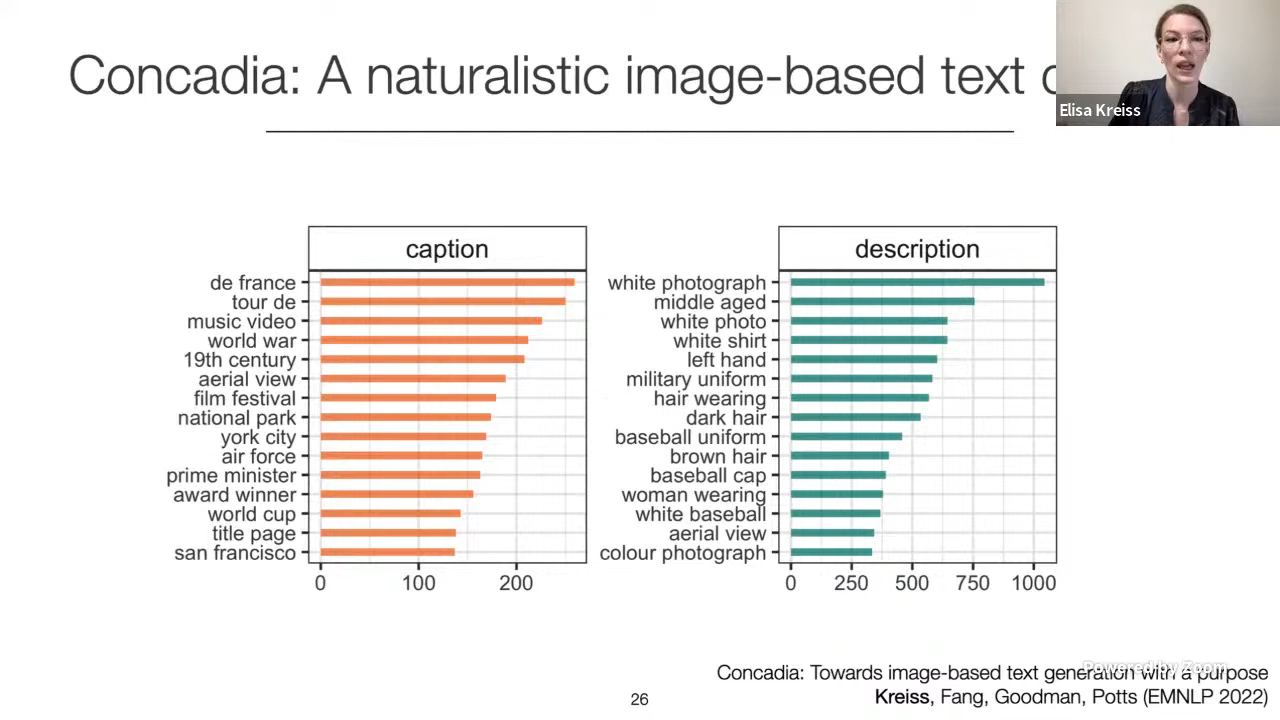 Concadia: A naturalistic image-based text
Elisa Kreiss
caption
de france
tour de
music video
world war
19th century
aerial view
film festival
national park
york city
air force
prime minister
award winner
world cup
title page
san francisco
0 100 200
description
white photograph
middle aged
white photo
white shirt
left hand
military uniform
hair wearing
dark hair
baseball uniform
brown hair
baseball cap
woman wearing
white baseball
aerial view
colour photograph
0 250 500 750 1000
Powered by Zoom
Concadia: Towards image-based text generation with a purpose
Kreiss, Fang, Goodman, Potts (EMNLP 2022)
26